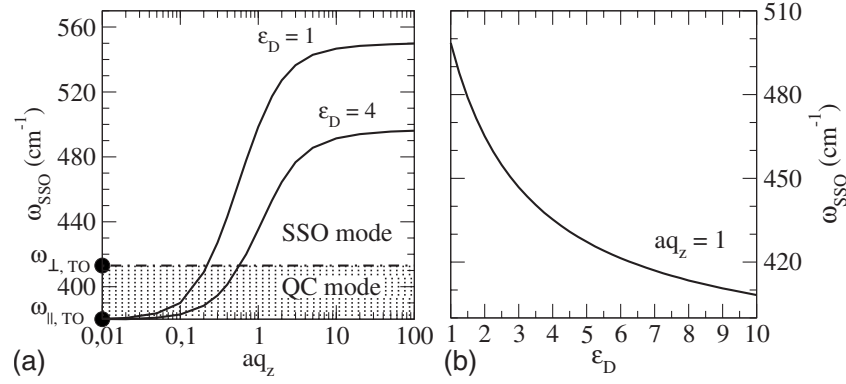 560
520
480
440
400
ω_SSO (cm⁻¹)
ω_⊥, TO
ω_||, TO
ε_D = 1
ε_D = 4
SSO mode
QC mode
0,01 0,1 1 10 100
aq_z
(a)
510
480
450
420
ω_SSO (cm⁻¹)
aq_z = 1
1 2 3 4 5 6 7 8 9 10
ε_D
(b)